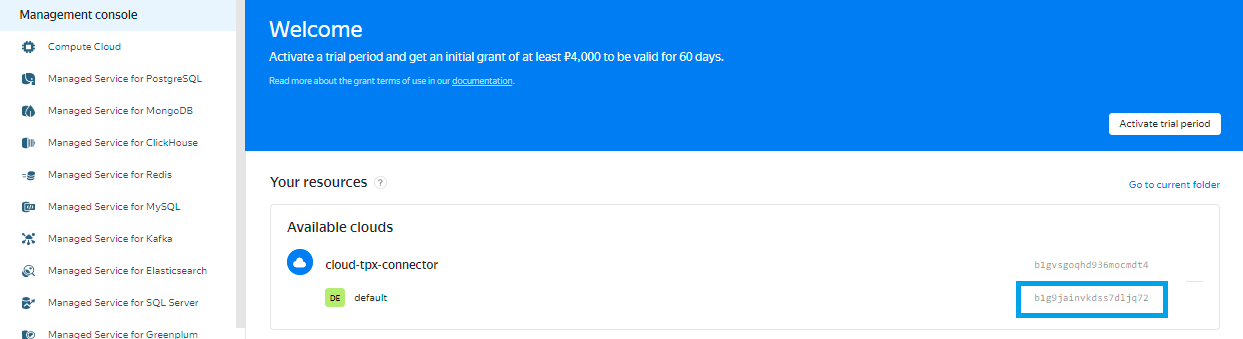 Management console
Compute Cloud
Managed Service for PostgreSQL
Managed Service for MongoDB
Managed Service for ClickHouse
Managed Service for Redis
Managed Service for MySQL
Managed Service for Kafka
Managed Service for Elasticsearch
Managed Service for SQL Server
Managed Service for Greenplum
Welcome
Activate a trial period and get an initial grant of at least ₽4,000 to be valid for 60 days.
Read more about the grant terms of use in our documentation.
Activate trial period
Your resources ?
Go to current folder
Available clouds
cloud-tpx-connector
b1gvsgoqhd936mocmdt4
DE default
b1g9jainvkdss7dljq72